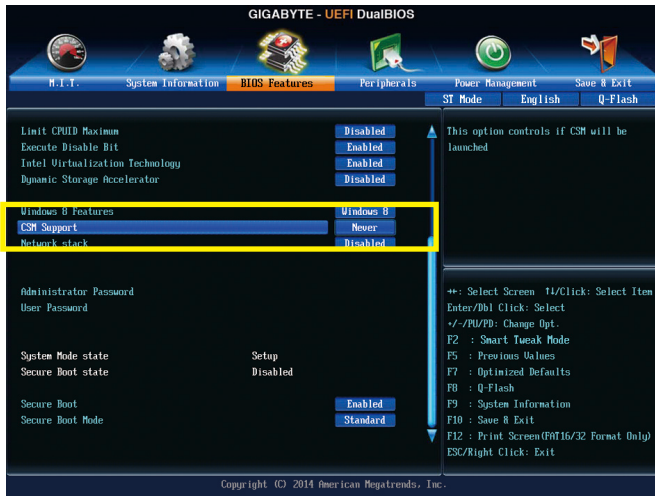 GIGABYTE - UEFI DualBIOS
M.I.T. System Information BIOS Features Peripherals Power Management Save & Exit
ST Mode English Q-Flash
Limit CPUID Maximum Disabled
Execute Disable Bit Enabled
Intel Virtualization Technology Enabled
Dynamic Storage Accelerator Disabled
Windows 8 Features Windows 8
CSM Support Never
Network stack Disabled
Administrator Password
User Password
System Mode state Setup
Secure Boot state Disabled
Secure Boot Enabled
Secure Boot Mode Standard
This option controls if CSM will be
launched
→←: Select Screen ↑↓/Click: Select Item
Enter/Dbl Click: Select
+/-/PU/PD: Change Opt.
F2 : Smart Tweak Mode
F5 : Previous Values
F7 : Optimized Defaults
F8 : Q-Flash
F9 : System Information
F10 : Save & Exit
F12 : Print Screen(FAT16/32 Format Only)
ESC/Right Click: Exit
Copyright (C) 2014 American Megatrends, Inc.